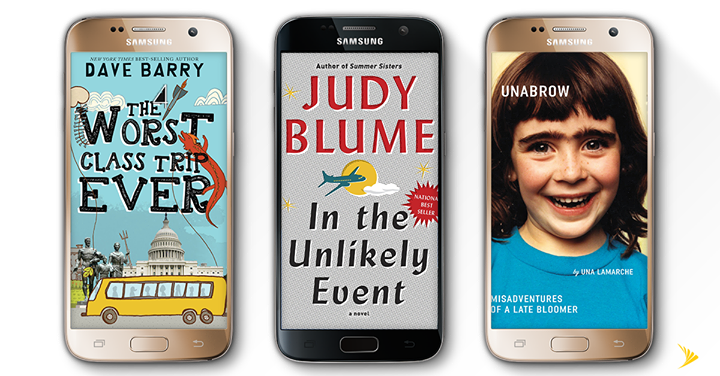 SAMSUNG
NEW YORK TIMES BEST-SELLING AUTHOR
DAVE BARRY
THE
WORST
CLASS TRIP
EVER
SAMSUNG
Author of Summer Sisters
JUDY
BLUME
NATIONAL
BEST
SELLER
In the
Unlikely
Event
a novel
SAMSUNG
UNABROW
by UNA LAMARCHE
MISADVENTURES
OF A LATE BLOOMER